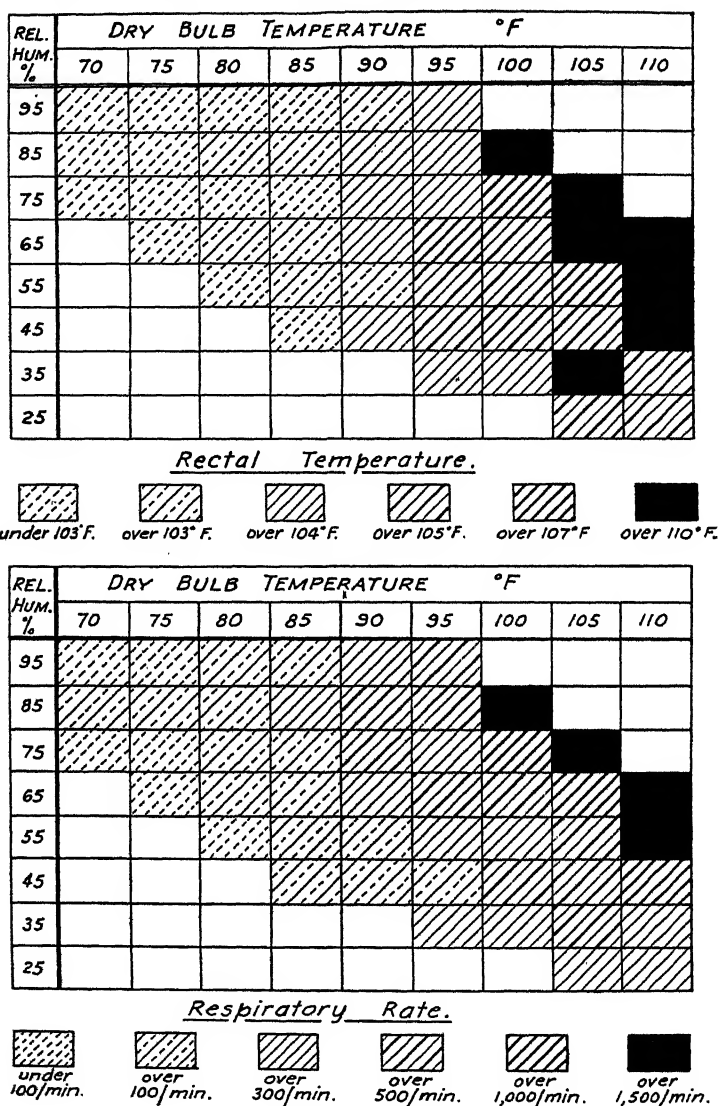 REL. HUM. % DRY BULB TEMPERATURE °F
70 75 80 85 90 95 100 105 110
95
85
75
65
55
45
35
25
Rectal Temperature.
under 103°F. over 103°F. over 104°F. over 105°F. over 107°F over 110°F.
REL. HUM. % DRY BULB TEMPERATURE °F
70 75 80 85 90 95 100 105 110
95
85
75
65
55
45
35
25
Respiratory Rate.
under 100/min. over 100/min. over 300/min. over 500/min. over 1,000/min. over 1,500/min.